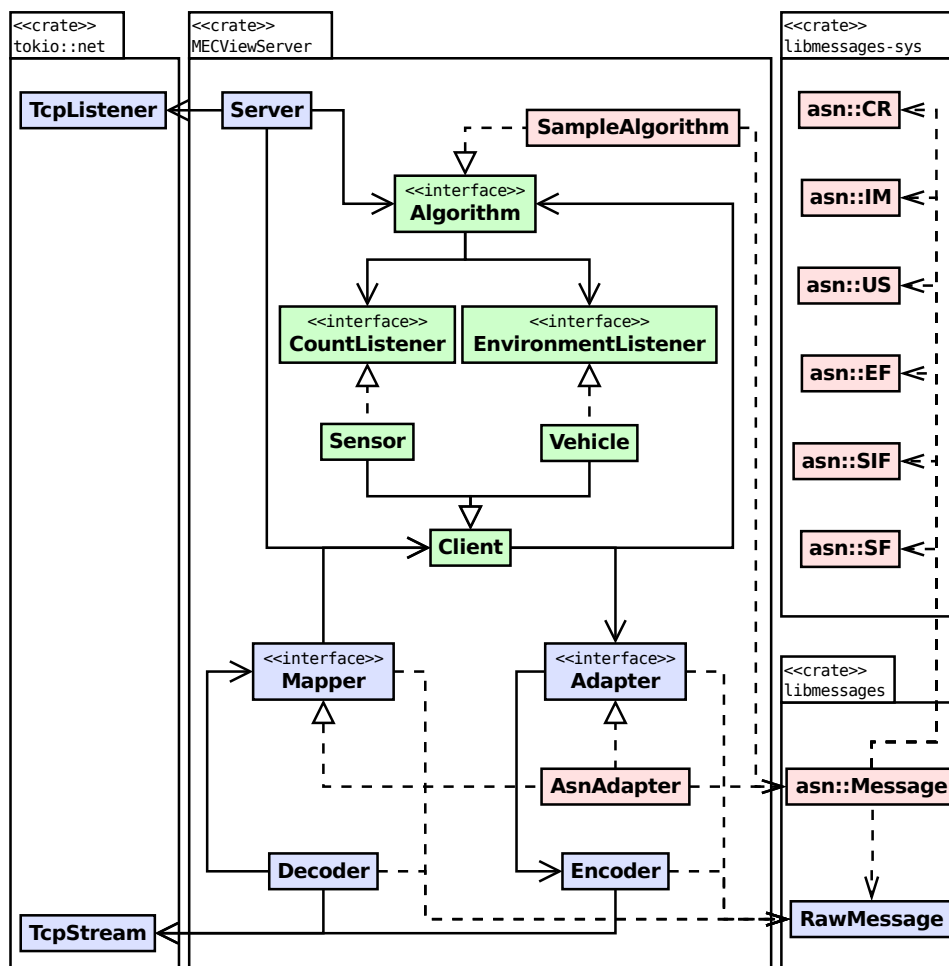 <<crate>>
tokio::net
<<crate>>
MECViewServer
<<crate>>
libmessages-sys
TcpListener
Server
SampleAlgorithm
asn::CR
<<interface>>
Algorithm
asn::IM
asn::US
<<interface>>
CountListener
<<interface>>
EnvironmentListener
asn::EF
Sensor
Vehicle
asn::SIF
Client
asn::SF
<<interface>>
Mapper
<<interface>>
Adapter
<<crate>>
libmessages
AsnAdapter
asn::Message
Decoder
Encoder
TcpStream
RawMessage